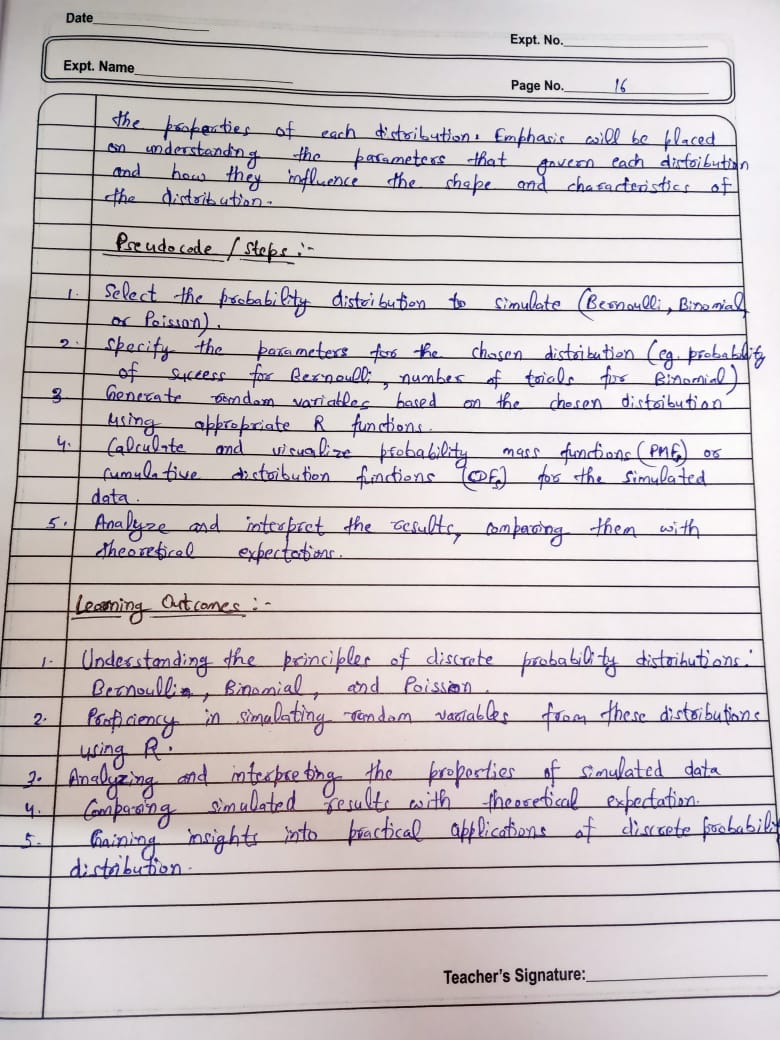 Date
Expt. No.
Expt. Name
Page No. 16
the properties of each distribution. Emphasis will be placed
on understanding the parameters that govern each distribution
and how they influence the shape and characteristics of
the distribution.
Pseudocode / Steps :-
1. Select the probability distribution to simulate (Bernoulli, Binomial,
or Poisson).
2. Specify the parameters for the chosen distribution (eg. probability
of success for Bernoulli, number of trials for Binomial)
3 Generate random variables based on the chosen distribution
using appropriate R functions.
4. Calculate and visualize probability mass functions (PMFs) or
cumulative distribution functions (CDFs) for the simulated
data.
5. Analyze and interpret the results, comparing them with
theoretical expectations.
Learning Outcomes :-
1. Understanding the principles of discrete probability distributions:
Bernoulli, Binomial, and Poission.
2. Proficiency in simulating random variables from these distributions
using R.
3. Analyzing and interpreting the properties of simulated data
4. Comparing simulated results with theoretical expectation.
5. Gaining insights into practical applications of discrete probability
distribution.
Teacher's Signature: